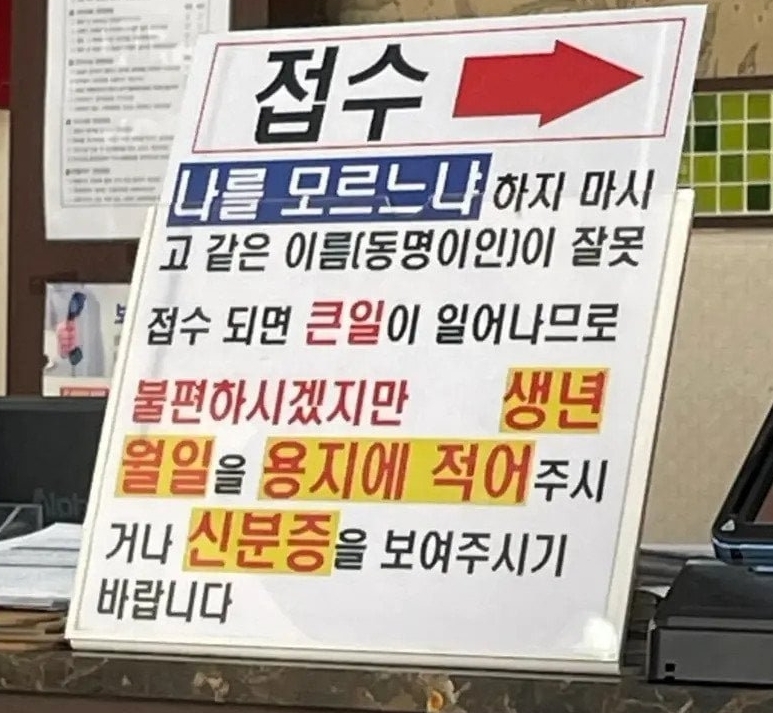 접수
나를 모르느냐 하지 마시
고 같은 이름(동명이인)이 잘못
접수 되면 큰일이 일어나므로
불편하시겠지만 생년
월일을 용지에 적어주시
거나 신분증을 보여주시기
바랍니다